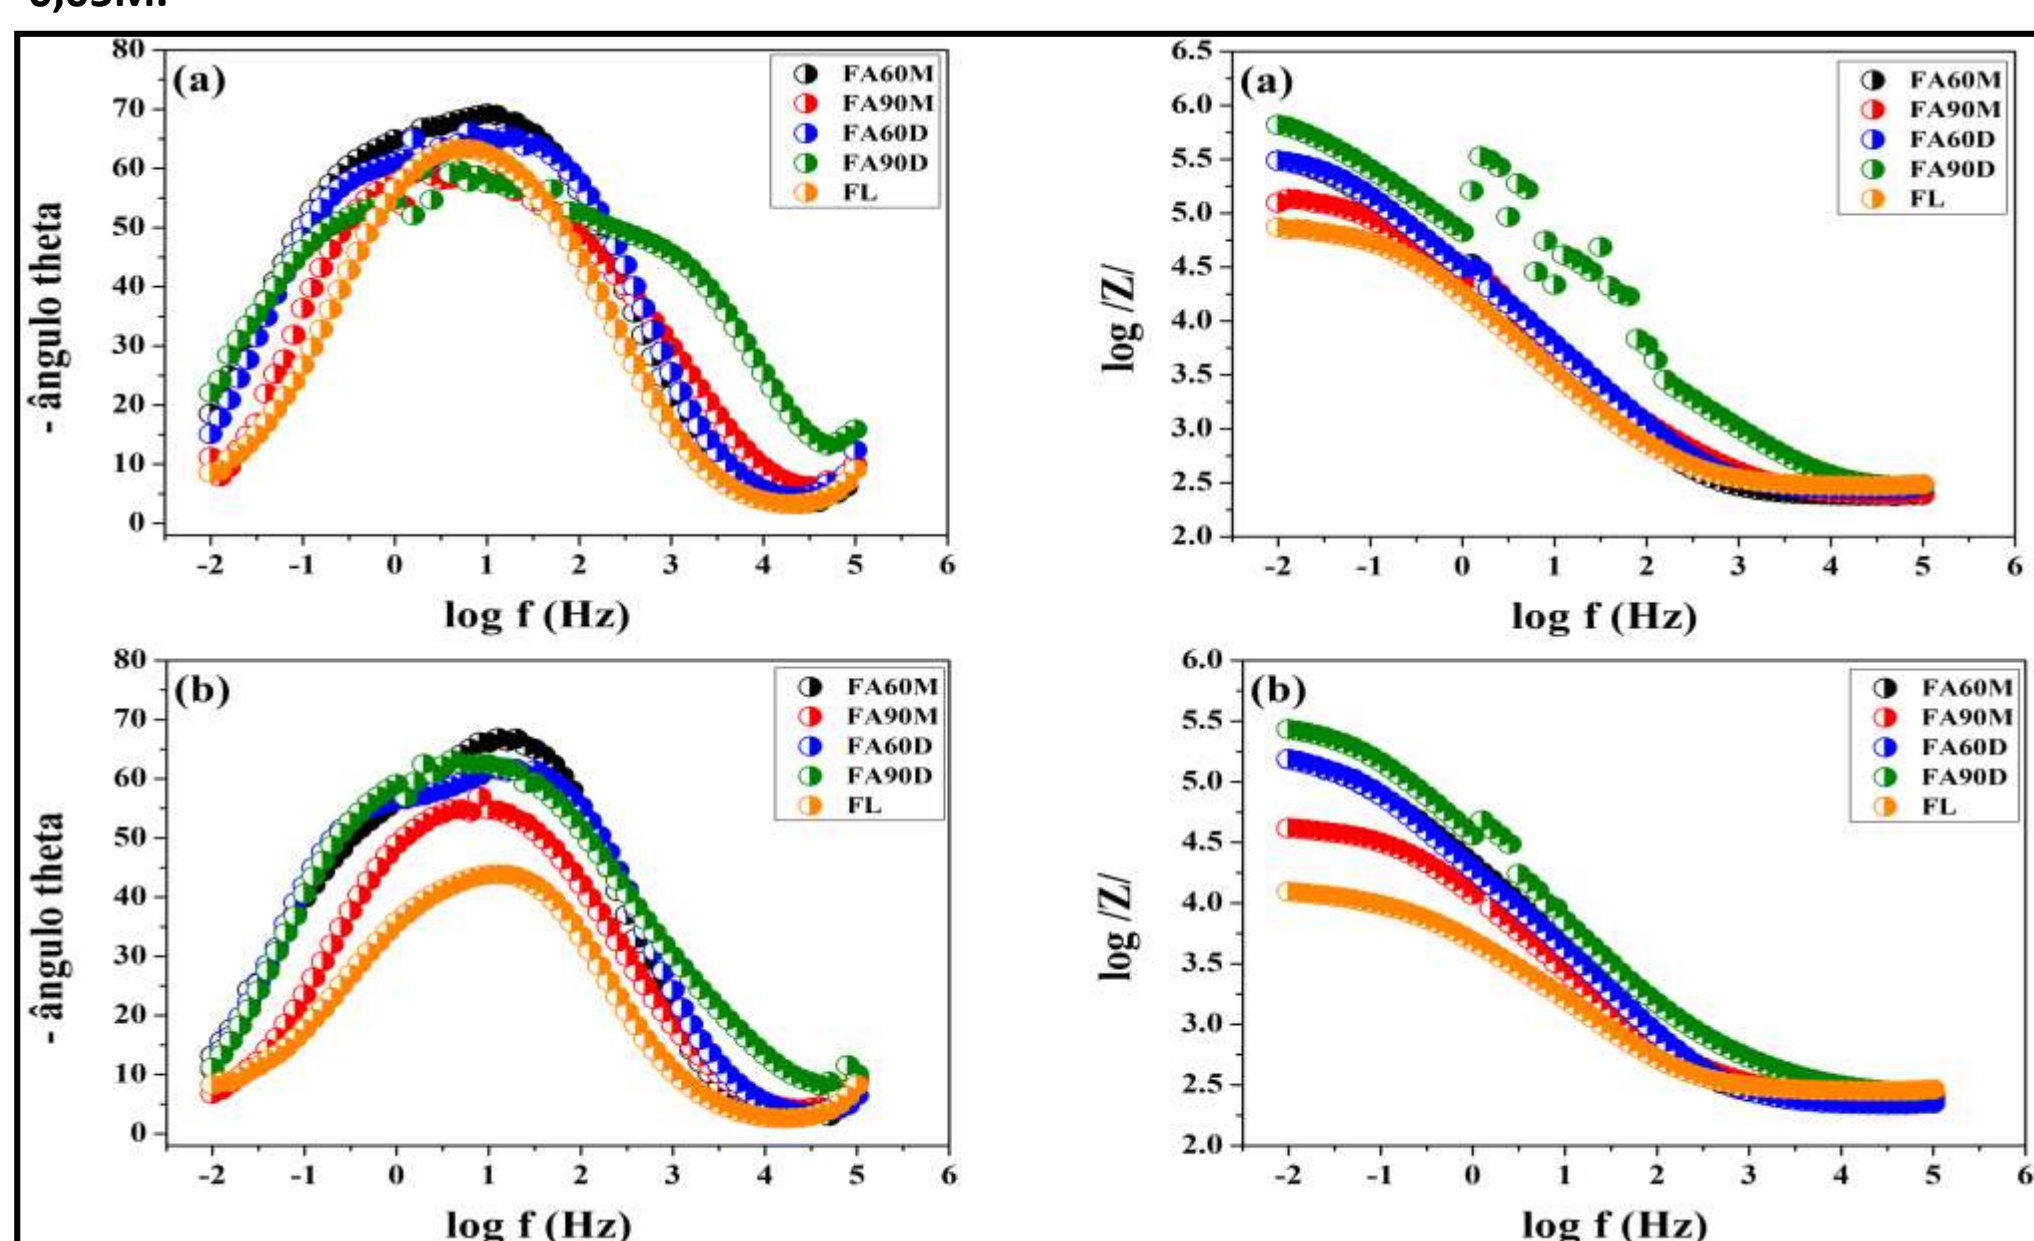 0,05M.
80
70
60
50
40
30
20
10
0
- ângulo theta
(a)
FA60M
FA90M
FA60D
FA90D
FL
-2 -1 0 1 2 3 4 5 6
log f (Hz)
6.5
6.0
5.5
5.0
4.5
4.0
3.5
3.0
2.5
2.0
log /Z/
(a)
FA60M
FA90M
FA60D
FA90D
FL
-2 -1 0 1 2 3 4 5 6
log f (Hz)
80
70
60
50
40
30
20
10
0
- ângulo theta
(b)
FA60M
FA90M
FA60D
FA90D
FL
-2 -1 0 1 2 3 4 5 6
log f (Hz)
6.0
5.5
5.0
4.5
4.0
3.5
3.0
2.5
2.0
log /Z/
(b)
FA60M
FA90M
FA60D
FA90D
FL
-2 -1 0 1 2 3 4 5 6
log f (Hz)